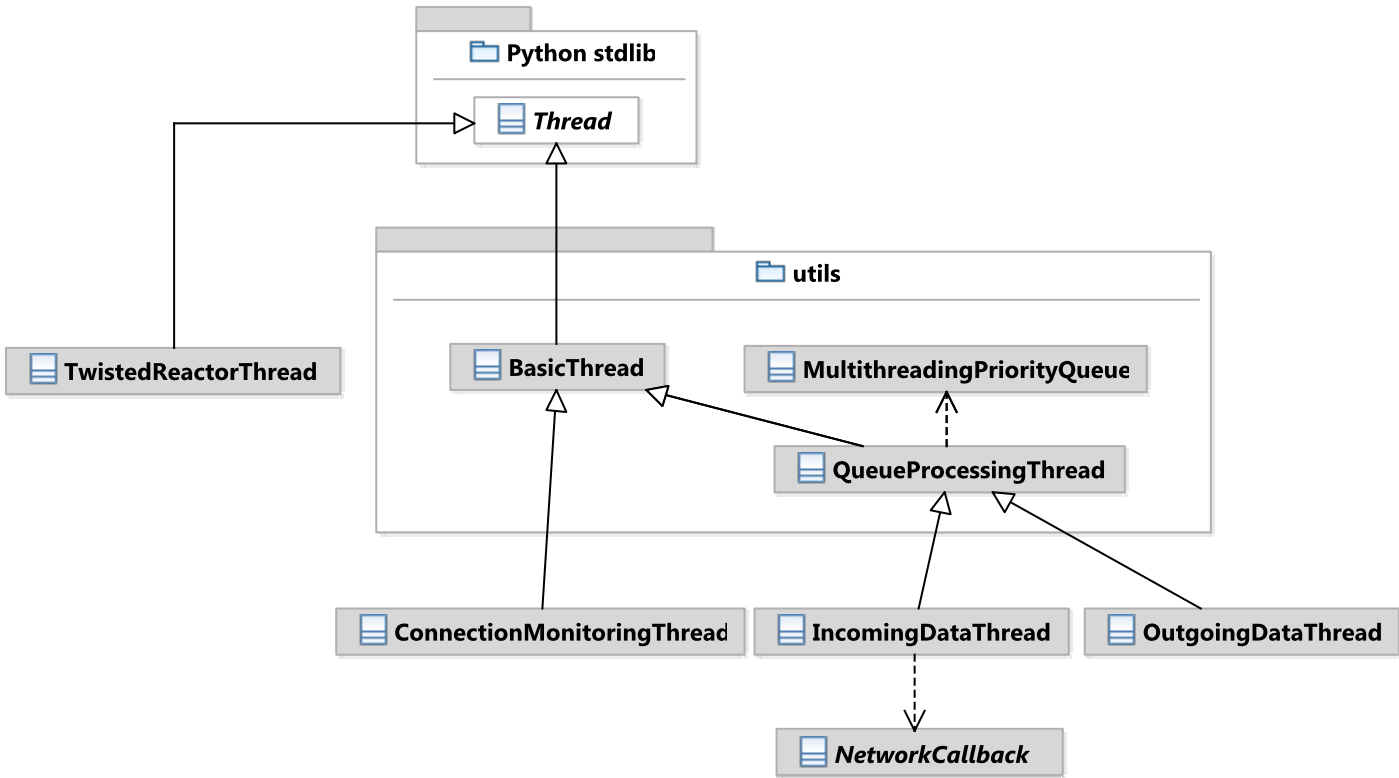 Python stdlib
Thread
utils
TwistedReactorThread
BasicThread
MultithreadingPriorityQueue
QueueProcessingThread
ConnectionMonitoringThread
IncomingDataThread
OutgoingDataThread
NetworkCallback